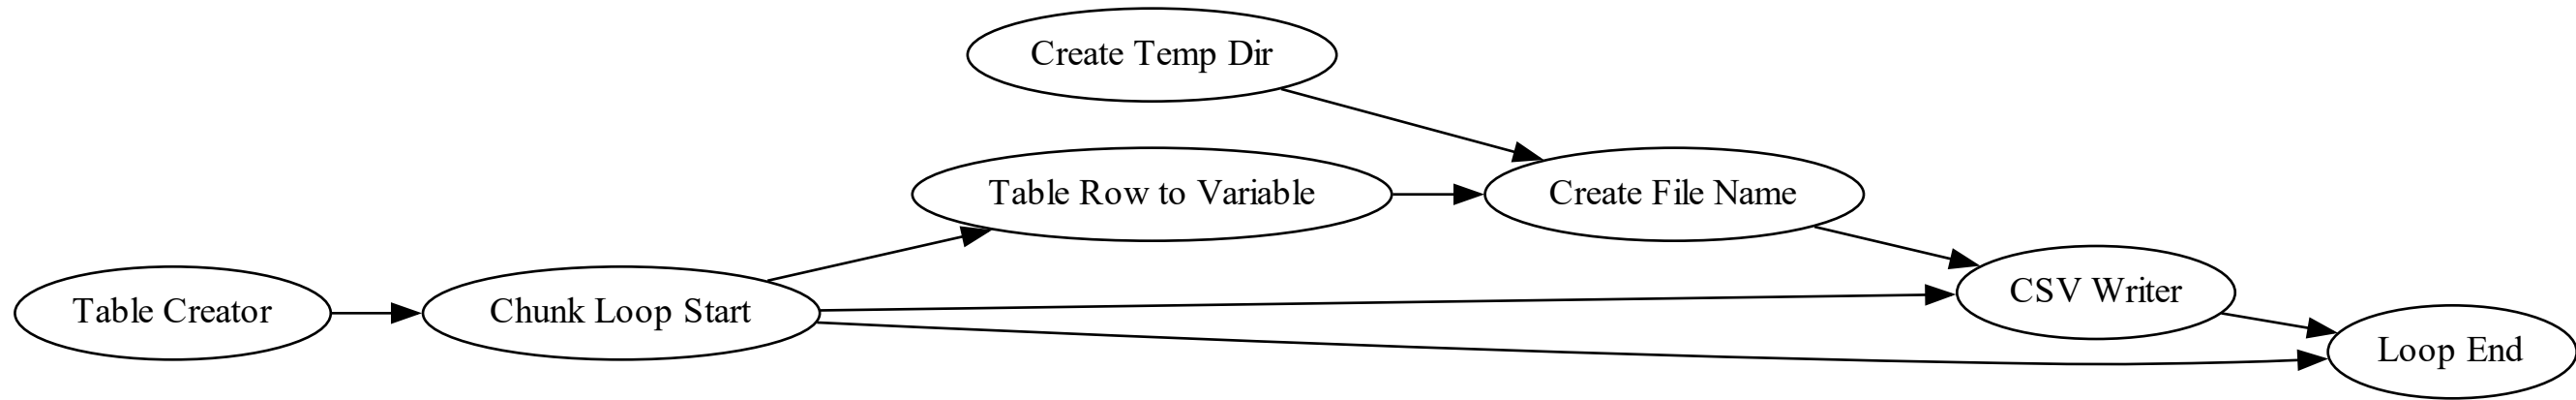 Create Temp Dir
Table Row to Variable
Create File Name
Table Creator
Chunk Loop Start
CSV Writer
Loop End